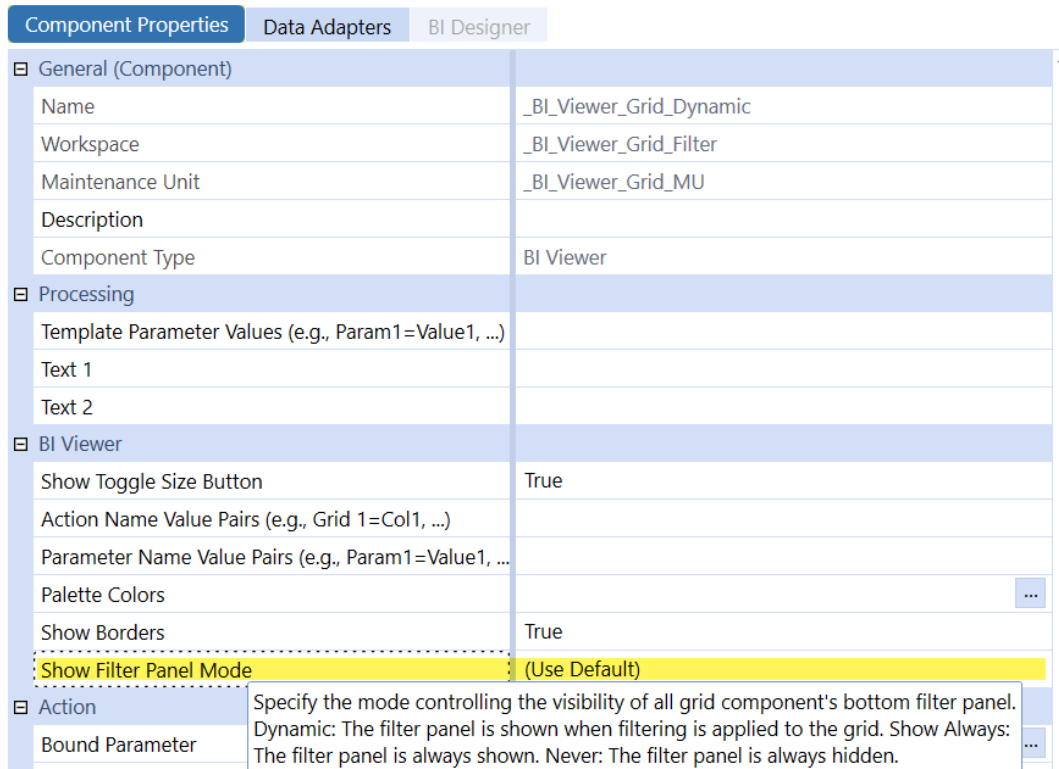 Component Properties Data Adapters BI Designer
General (Component)
Name _BI_Viewer_Grid_Dynamic
Workspace _BI_Viewer_Grid_Filter
Maintenance Unit _BI_Viewer_Grid_MU
Description
Component Type BI Viewer
Processing
Template Parameter Values (e.g., Param1=Value1, ...)
Text 1
Text 2
BI Viewer
Show Toggle Size Button True
Action Name Value Pairs (e.g., Grid 1=Col1, ...)
Parameter Name Value Pairs (e.g., Param1=Value1, ...
Palette Colors ...
Show Borders True
Show Filter Panel Mode (Use Default)
Action
Bound Parameter ...
Specify the mode controlling the visibility of all grid component's bottom filter panel.
Dynamic: The filter panel is shown when filtering is applied to the grid. Show Always:
The filter panel is always shown. Never: The filter panel is always hidden.